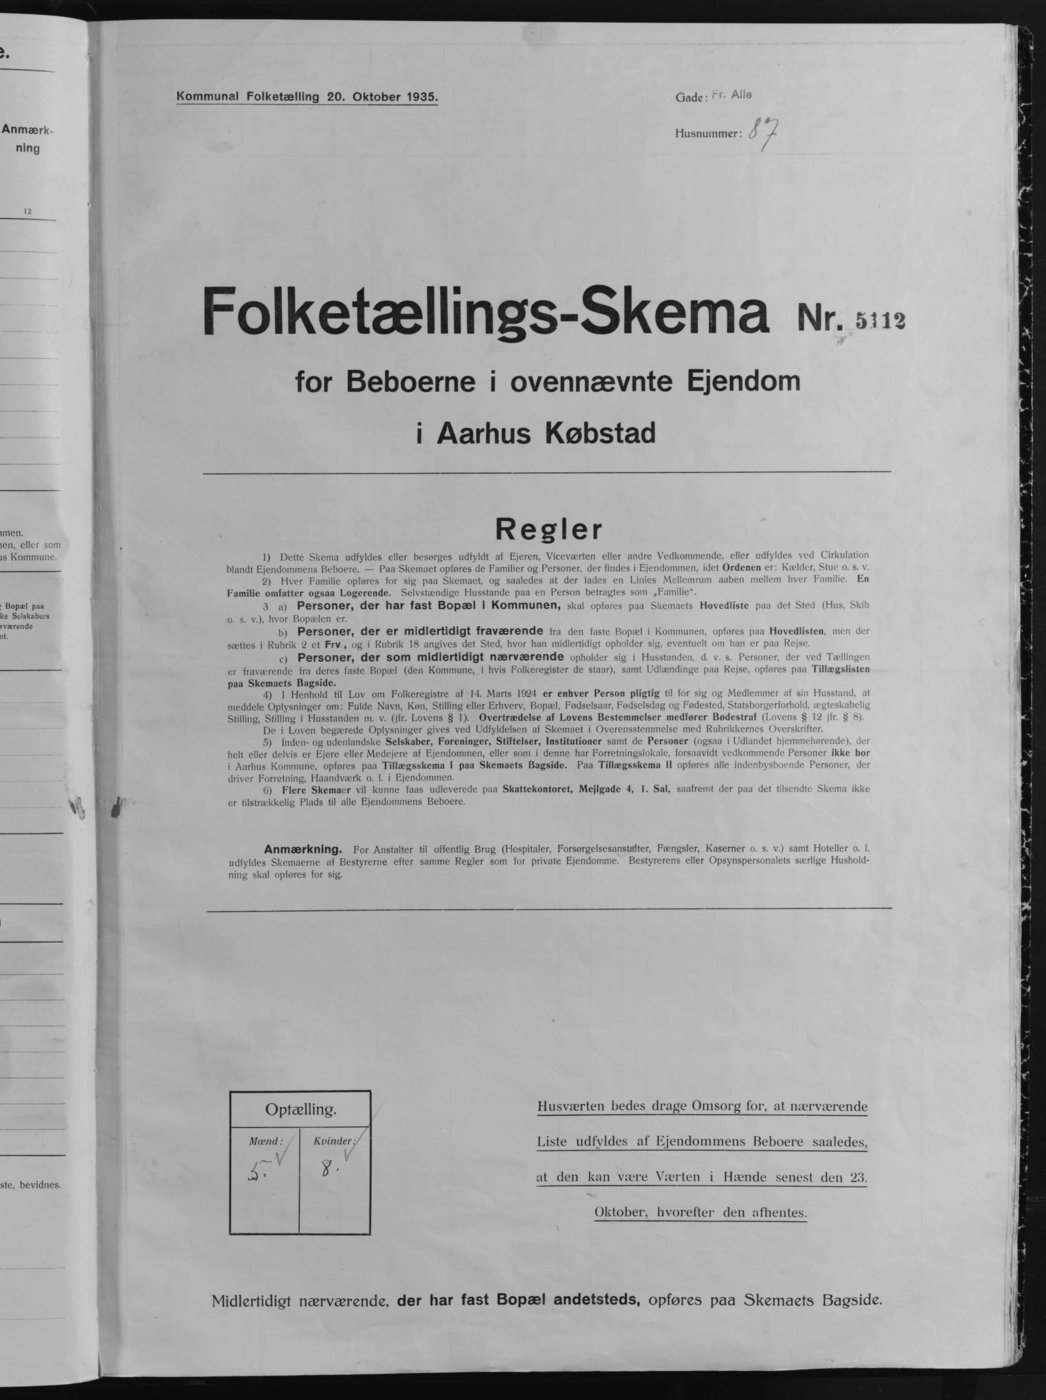 e.
Anmærk-
ning
12
mmen.
nen, eller som
us Kommune.
g Bopæl paa
ke Selskabers
rværende
nt.
ste, bevidnes.
Kommunal Folketælling 20. Oktober 1935.
Gade: Fr. Alle
Husnummer: 87
Folketællings-Skema Nr. 5112
for Beboerne i ovennævnte Ejendom
i Aarhus Købstad
Regler
1) Dette Skema udfyldes eller besørges udfyldt af Ejeren, Viceværten eller andre Vedkommende, eller udfyldes ved Cirkulation
blandt Ejendommens Beboere. — Paa Skemaet opføres de Familier og Personer, der findes i Ejendommen, idet Ordenen er: Kælder, Stue o. s. v.
2) Hver Familie opføres for sig paa Skemaet, og saaledes at der lades en Linies Mellemrum aaben mellem hver Familie. En
Familie omfatter ogsaa Logerende. Selvstændige Husstande paa en Person betragtes som „Familie“.
3 a) Personer, der har fast Bopæl i Kommunen, skal opføres paa Skemaets Hovedliste paa det Sted (Hus, Skib
o. s. v.), hvor Bopælen er.
b) Personer, der er midlertidigt fraværende fra den faste Bopæl i Kommunen, opføres paa Hovedlisten, men der
sættes i Rubrik 2 et Frv, og i Rubrik 18 angives det Sted, hvor han midlertidigt opholder sig, eventuelt om han er paa Rejse.
c) Personer, der som midlertidigt nærværende opholder sig i Husstanden, d. v. s. Personer, der ved Tællingen
er fraværende fra deres faste Bopæl (den Kommune, i hvis Folkeregister de staar), samt Udlændinge paa Rejse, opføres paa Tillægslisten
paa Skemaets Bagside.
4) I Henhold til Lov om Folkeregistre af 14. Marts 1924 er enhver Person pligtig til for sig og Medlemmer af sin Husstand, at
meddele Oplysninger om: Fulde Navn, Køn, Stilling eller Erhverv, Bopæl, Fødselsaar, Fødselsdag og Fødested, Statsborgerforhold, ægteskabelig
Stilling, Stilling i Husstanden m. v. (jfr. Lovens § 1). Overtrædelse af Lovens Bestemmelser medfører Bødestraf (Lovens § 12 jfr. § 8).
De i Loven begærede Oplysninger gives ved Udfyldelsen af Skemaet i Overensstemmelse med Rubrikkernes Overskrifter.
5) Inden- og udenlandske Selskaber, Foreninger, Stiftelser, Institutioner samt de Personer (ogsaa i Udlandet hjemmehørende), der
helt eller delvis er Ejere eller Medejere af Ejendommen, eller som i denne har Forretningslokale, forsaavidt vedkommende Personer ikke bor
i Aarhus Kommune, opføres paa Tillægsskema I paa Skemaets Bagside. Paa Tillægsskema II opføres alle indenbysboende Personer, der
driver Forretning, Haandværk o. l. i Ejendommen.
6) Flere Skemaer vil kunne faas udleverede paa Skattekontoret, Mejlgade 4, 1. Sal, saafremt der paa det tilsendte Skema ikke
er tilstrækkelig Plads til alle Ejendommens Beboere.
Anmærkning. For Anstalter til offentlig Brug (Hospitaler, Forsørgelsesanstalter, Fængsler, Kaserner o. s. v.) samt Hoteller o. l.
udfyldes Skemaerne af Bestyrerne efter samme Regler som for private Ejendomme. Bestyrerens eller Opsynspersonalets særlige Hushold-
ning skal opføres for sig.
Optælling.
Mænd: Kvinder:
5. 8.
Husværten bedes drage Omsorg for, at nærværende
Liste udfyldes af Ejendommens Beboere saaledes,
at den kan være Værten i Hænde senest den 23.
Oktober, hvorefter den afhentes.
Midlertidigt nærværende, der har fast Bopæl andetsteds, opføres paa Skemaets Bagside.